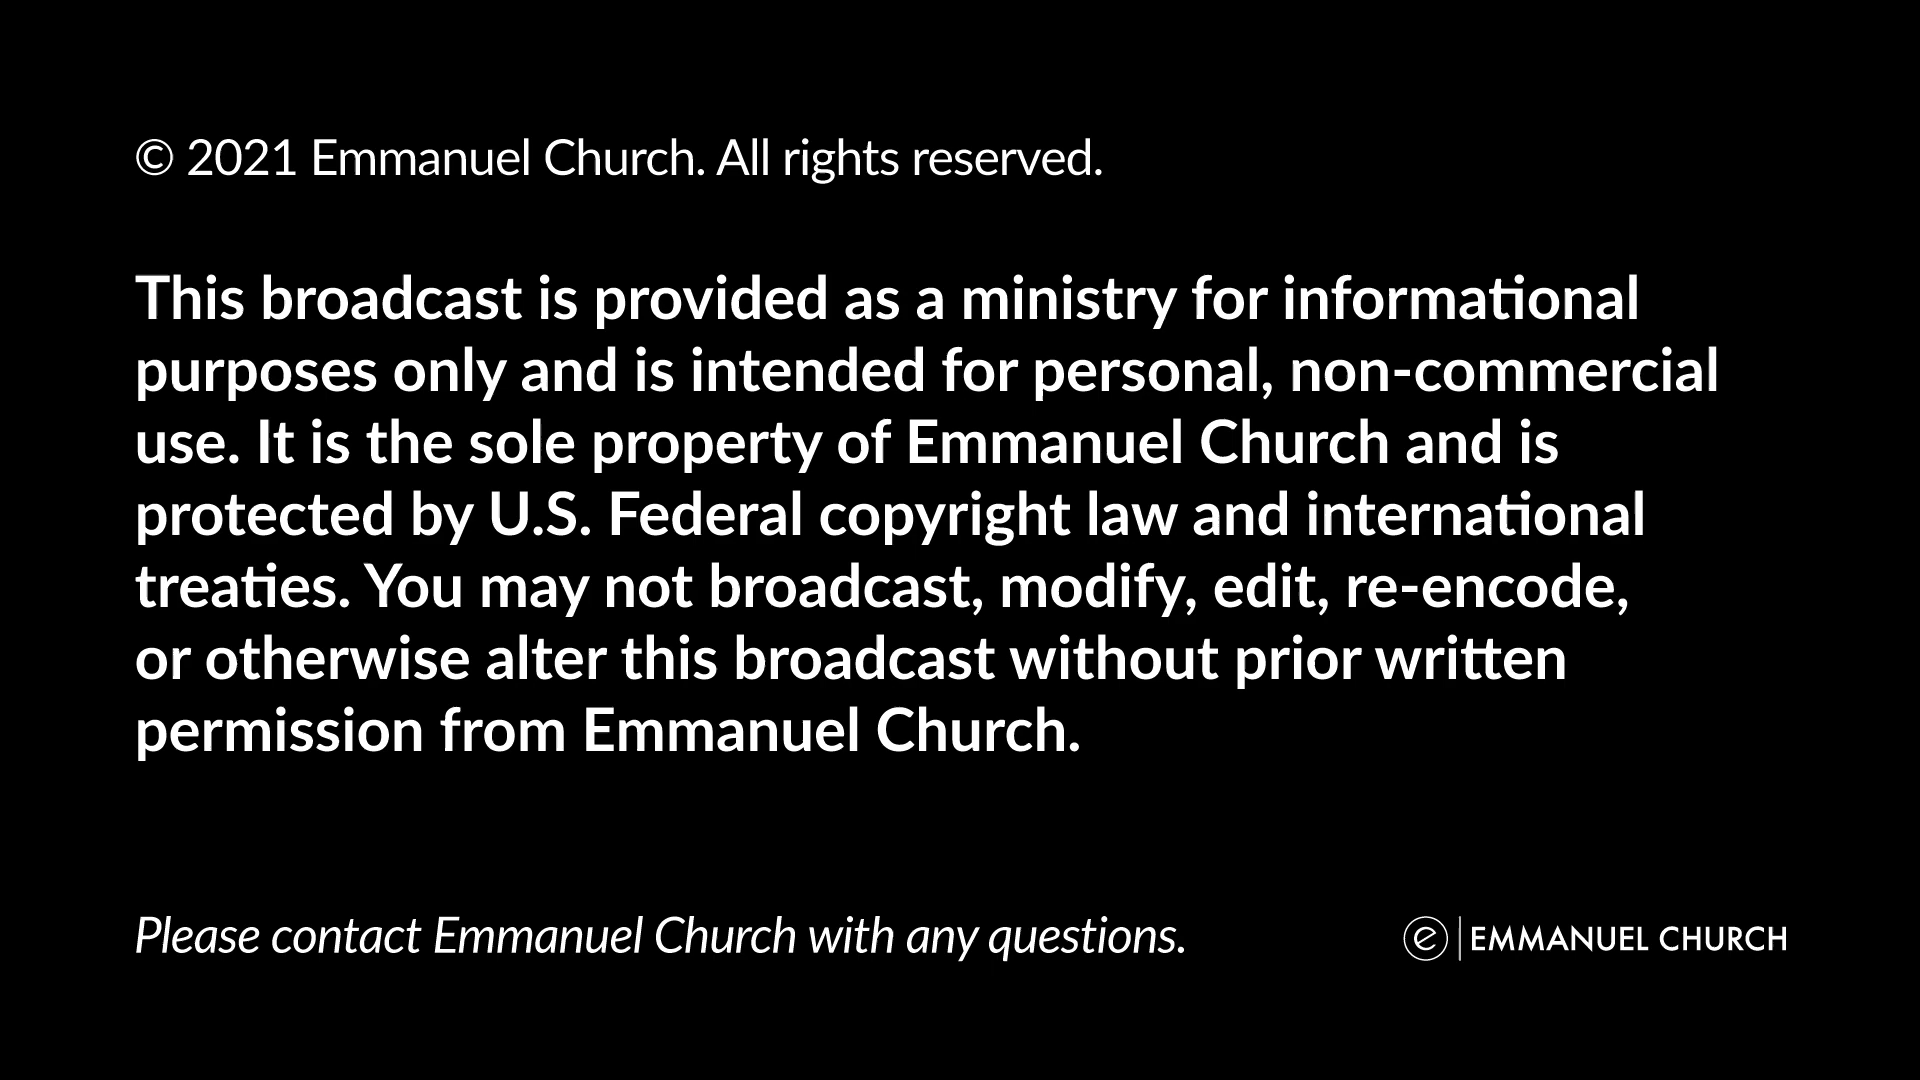 © 2021 Emmanuel Church. All rights reserved.
This broadcast is provided as a ministry for informational
purposes only and is intended for personal, non-commercial
use. It is the sole property of Emmanuel Church and is
protected by U.S. Federal copyright law and international
treaties. You may not broadcast, modify, edit, re-encode,
or otherwise alter this broadcast without prior written
permission from Emmanuel Church.
Please contact Emmanuel Church with any questions.
e | EMMANUEL CHURCH